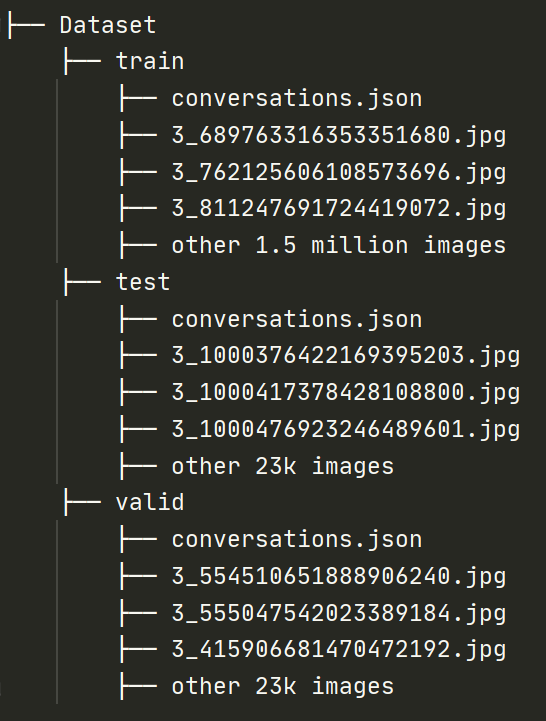 ├── Dataset
├── train
├── conversations.json
├── 3_689763316353351680.jpg
├── 3_762125606108573696.jpg
├── 3_811247691724419072.jpg
├── other 1.5 million images
├── test
├── conversations.json
├── 3_1000376422169395203.jpg
├── 3_1000417378428108800.jpg
├── 3_1000476923246489601.jpg
├── other 23k images
├── valid
├── conversations.json
├── 3_554510651888906240.jpg
├── 3_555047542023389184.jpg
├── 3_415906681470472192.jpg
├── other 23k images